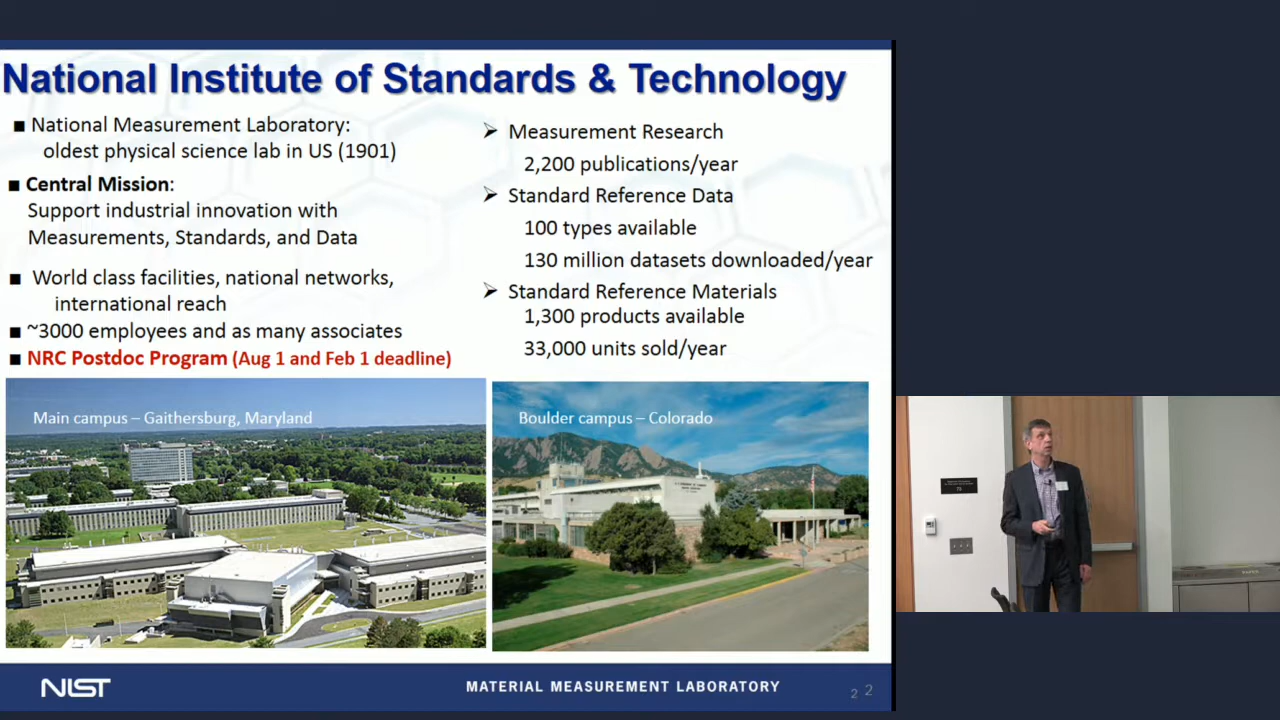 National Institute of Standards & Technology
■ National Measurement Laboratory:
oldest physical science lab in US (1901)
■ Central Mission:
Support industrial innovation with
Measurements, Standards, and Data
■ World class facilities, national networks,
international reach
■ ~3000 employees and as many associates
■ NRC Postdoc Program (Aug 1 and Feb 1 deadline)
➢ Measurement Research
2,200 publications/year
➢ Standard Reference Data
100 types available
130 million datasets downloaded/year
➢ Standard Reference Materials
1,300 products available
33,000 units sold/year
Main campus – Gaithersburg, Maryland
Boulder campus – Colorado
NIST
MATERIAL MEASUREMENT LABORATORY
2 2